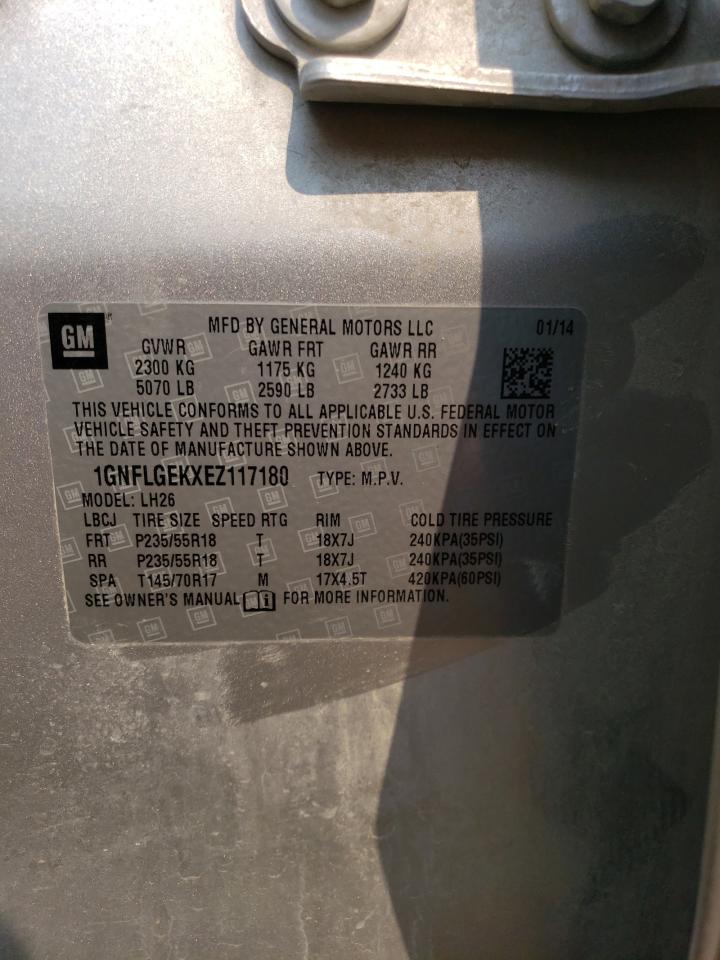 GM
MFD BY GENERAL MOTORS LLC 01/14
GVWR GAWR FRT GAWR RR
2300 KG 1175 KG 1240 KG
5070 LB 2590 LB 2733 LB
THIS VEHICLE CONFORMS TO ALL APPLICABLE U.S. FEDERAL MOTOR
VEHICLE SAFETY AND THEFT PREVENTION STANDARDS IN EFFECT ON
THE DATE OF MANUFACTURE SHOWN ABOVE.
1GNFLGEKXEZ117180 TYPE: M.P.V.
MODEL: LH26
LBCJ TIRE SIZE SPEED RTG RIM COLD TIRE PRESSURE
FRT P235/55R18 T 18X7J 240KPA(35PSI)
RR P235/55R18 T 18X7J 240KPA(35PSI)
SPA T145/70R17 M 17X4.5T 420KPA(60PSI)
SEE OWNER'S MANUAL FOR MORE INFORMATION.